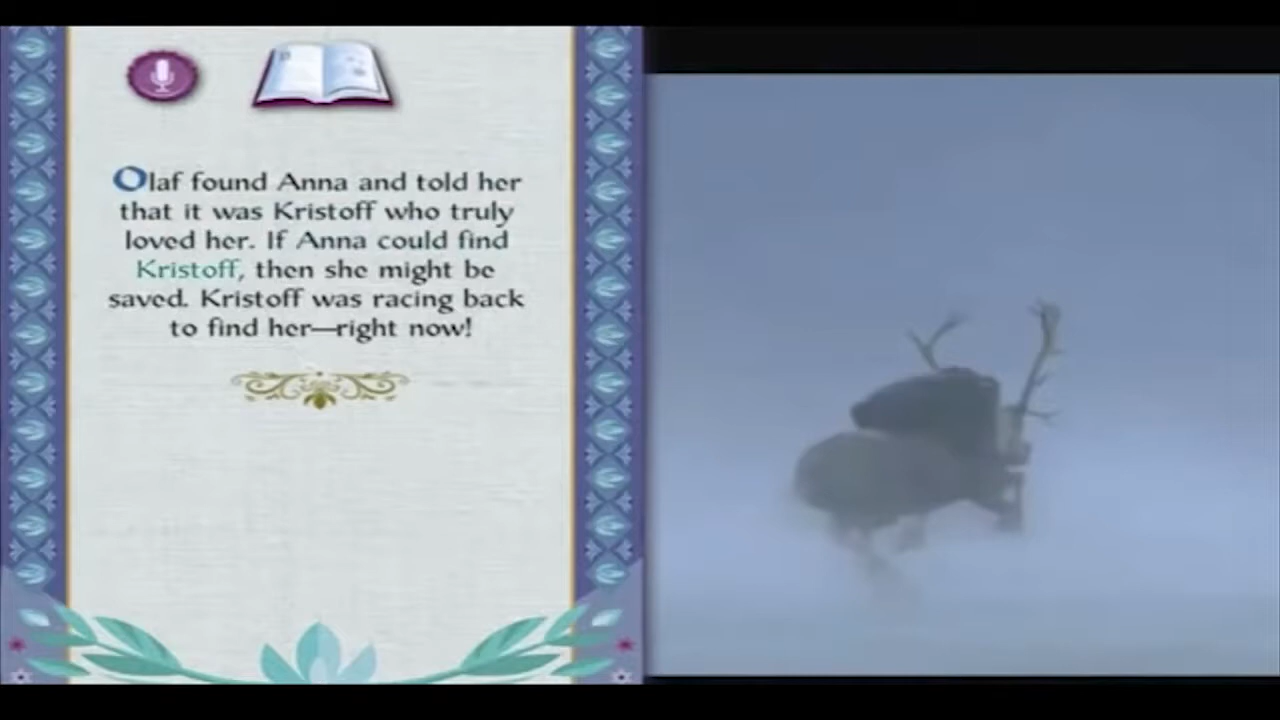 Olaf found Anna and told her
that it was Kristoff who truly
loved her. If Anna could find
Kristoff, then she might be
saved. Kristoff was racing back
to find her—right now!